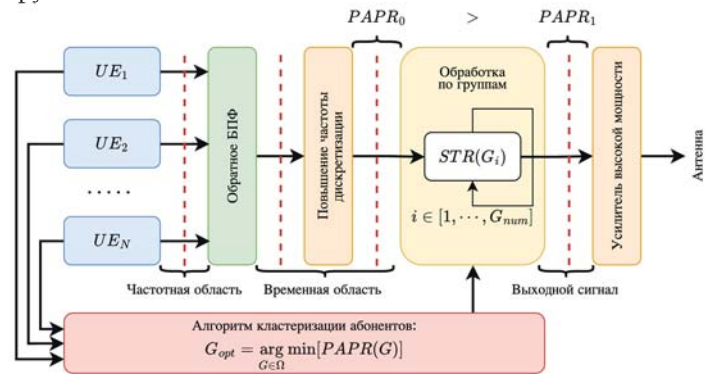 PAPR₀ > PAPR₁
UE₁
UE₂
.....
UE_N
Обратное БПФ
Повышение частоты
дискретизации
Обработка
по группам
STR(G_i)
i ∈ [1, ⋯, G_num]
Усилитель высокой мощности
Антенна
Частотная область
Временная область
Выходной сигнал
Алгоритм кластеризации абонентов:
G_opt = arg min[PAPR(G)]
G∈Ω